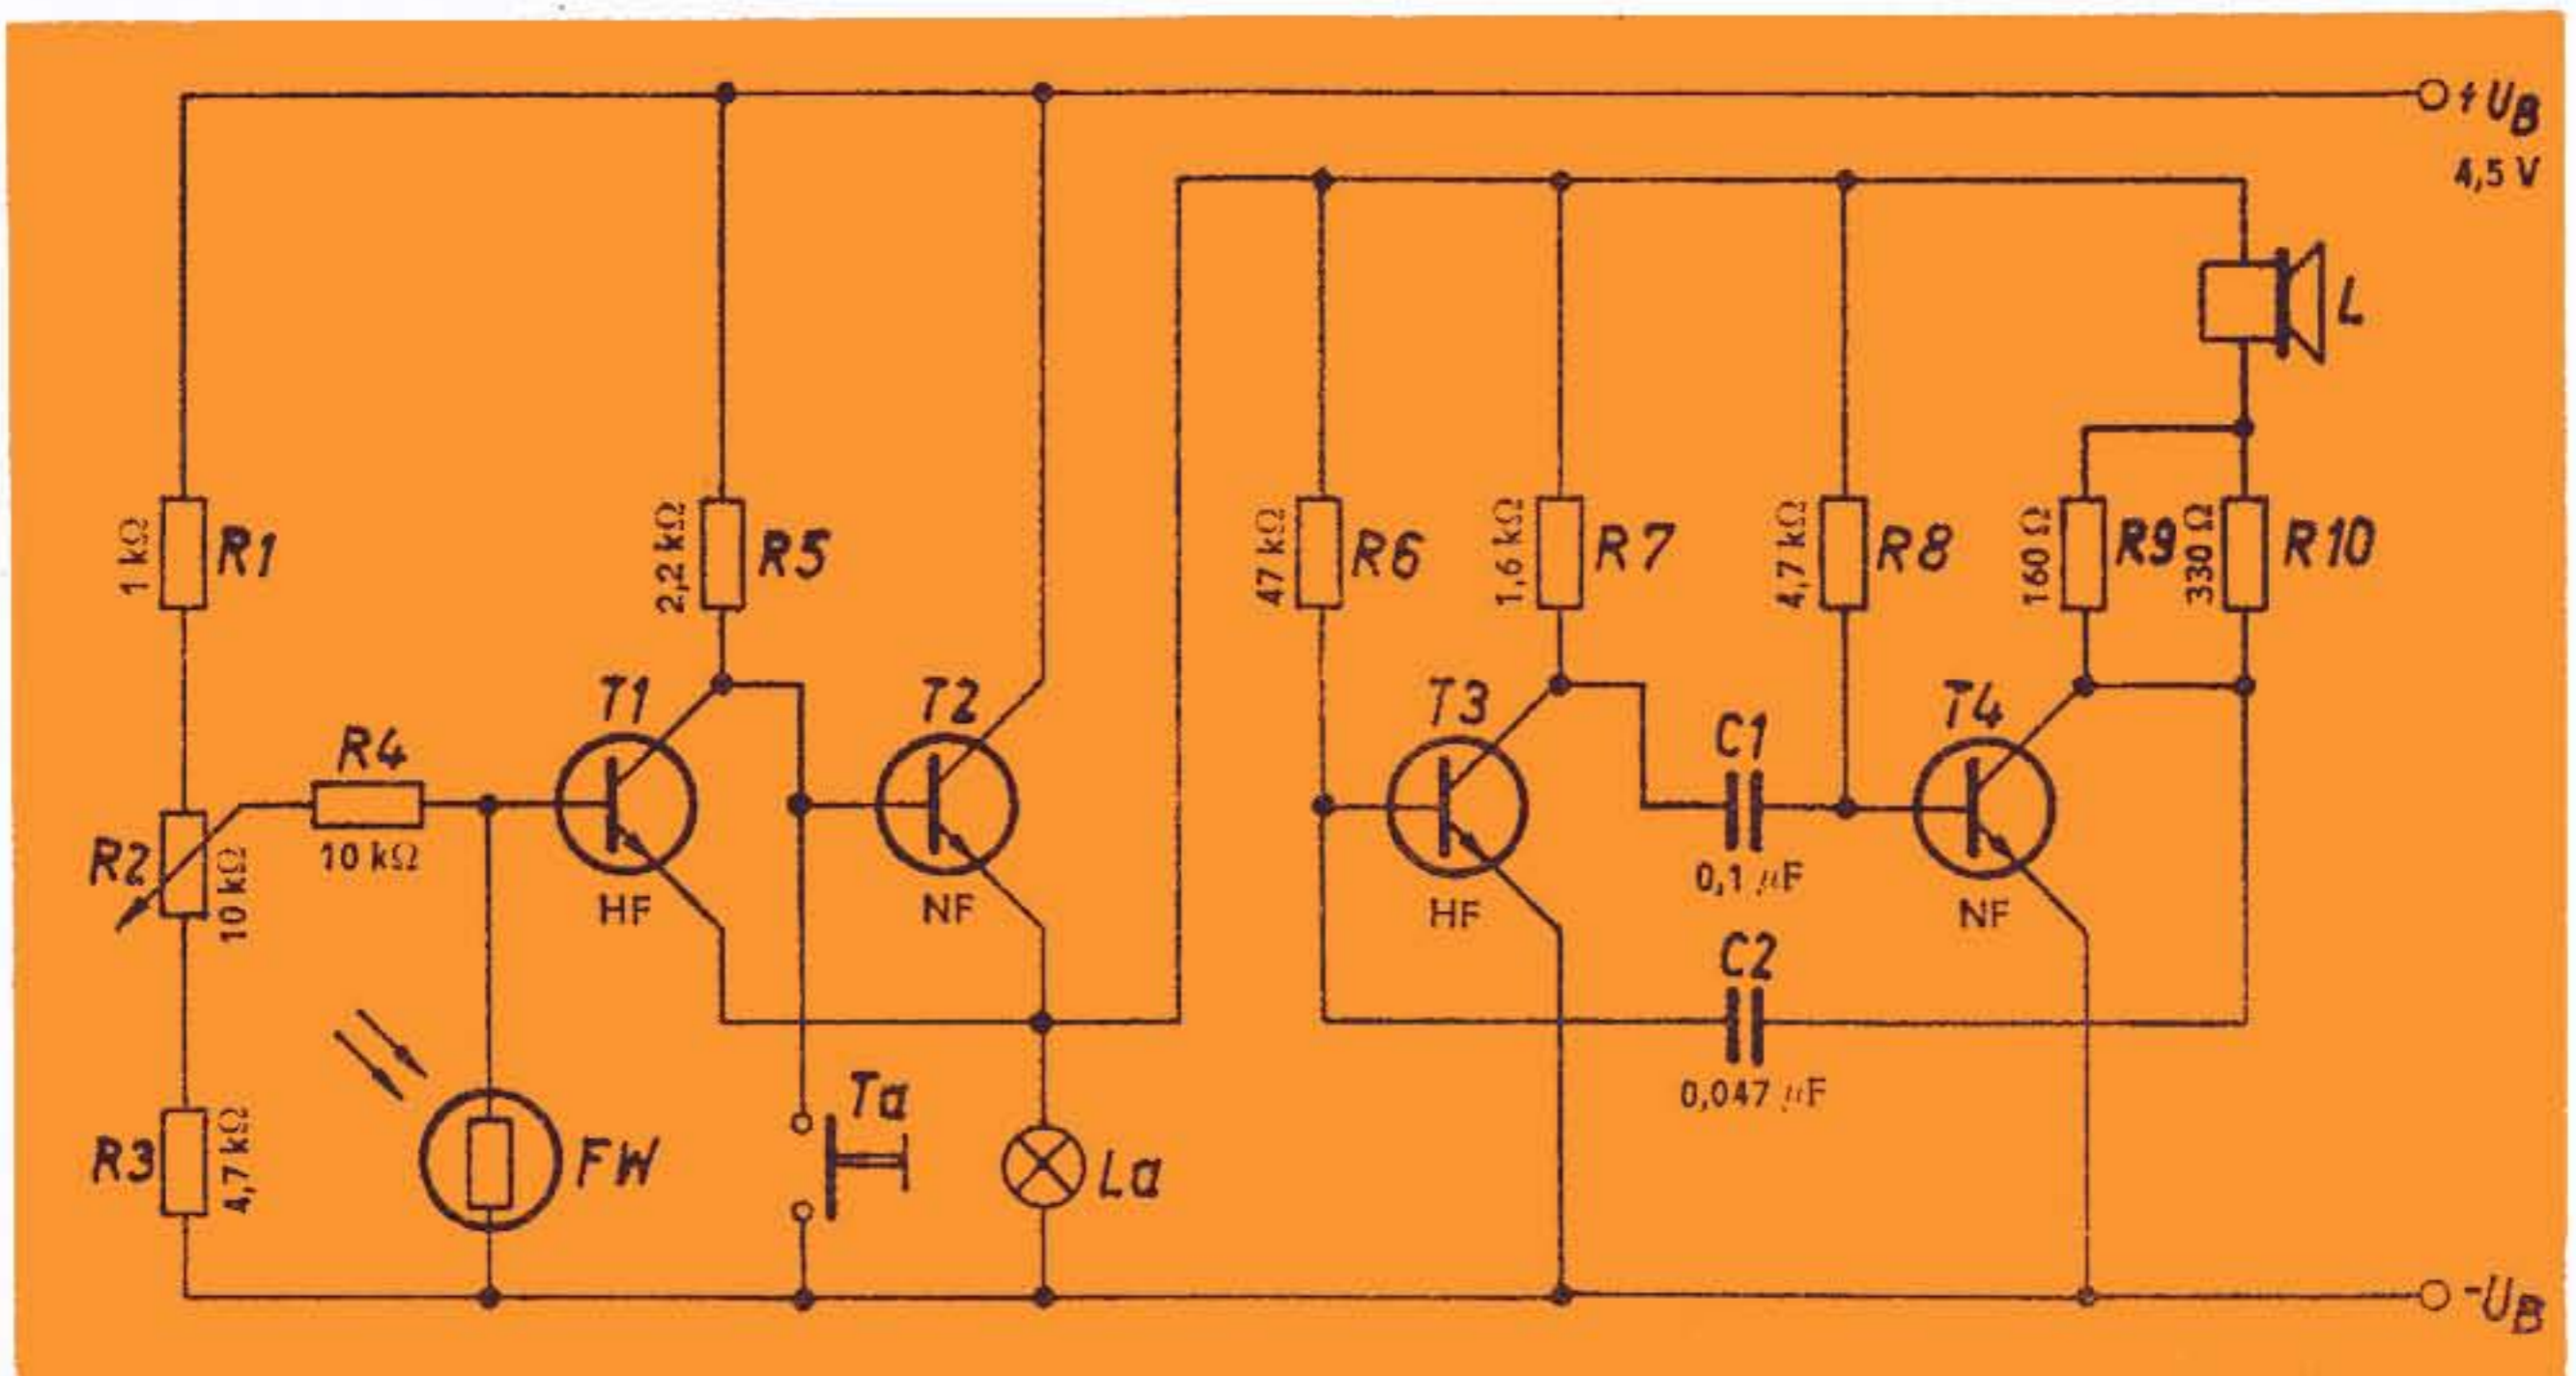 +UB
4,5 V
L
1 kΩ
R1
2,2 kΩ
R5
47 kΩ
R6
1,6 kΩ
R7
4,7 kΩ
R8
160 Ω
R9
330 Ω
R10
T1
T2
T3
T4
C1
R4
R2
10 kΩ
10 kΩ
0,1 µF
HF
NF
HF
NF
C2
Ta
0,047 µF
R3
4,7 kΩ
FW
La
-UB